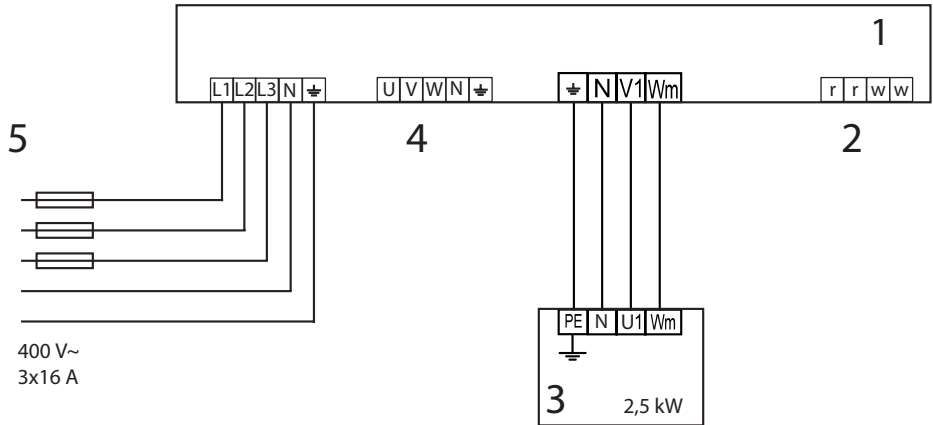 1
L1 L2 L3 N
U V W N
N V1 Wm
r r w w
5
4
2
PE N U1 Wm
400 V~
3x16 A
3
2,5 kW